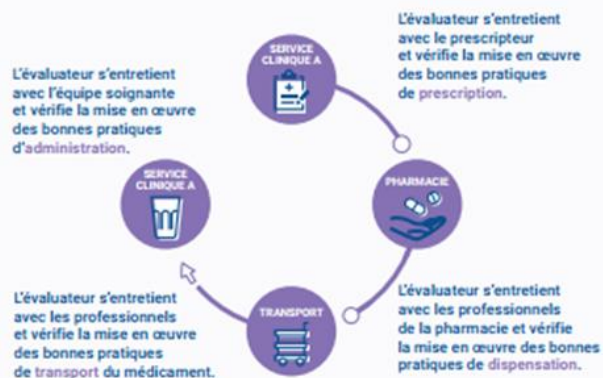 SERVICE
CLINIQUE A
L'évaluateur s'entretient
avec le prescripteur
et vérifie la mise en œuvre
des bonnes pratiques
de prescription.
PHARMACIE
L'évaluateur s'entretient
avec les professionnels
de la pharmacie et vérifie
la mise en œuvre des bonnes
pratiques de dispensation.
TRANSPORT
L'évaluateur s'entretient
avec les professionnels
et vérifie la mise en œuvre
des bonnes pratiques
de transport du médicament.
SERVICE
CLINIQUE A
L'évaluateur s'entretient
avec l'équipe soignante
et vérifie la mise en œuvre
des bonnes pratiques
d'administration.